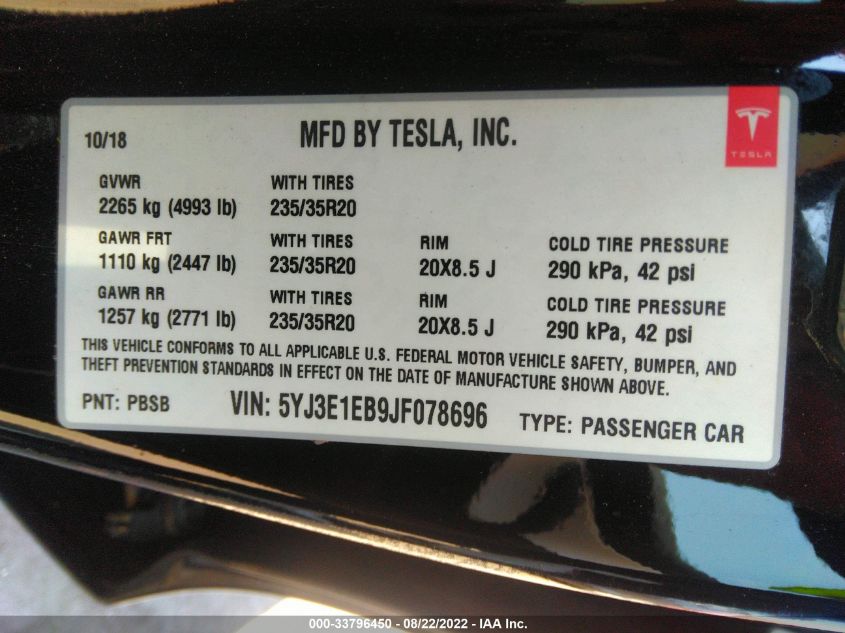 10/18 MFD BY TESLA, INC.
TESLA
GVWR WITH TIRES
2265 kg (4993 lb) 235/35R20
GAWR FRT WITH TIRES RIM COLD TIRE PRESSURE
1110 kg (2447 lb) 235/35R20 20X8.5 J 290 kPa, 42 psi
GAWR RR WITH TIRES RIM COLD TIRE PRESSURE
1257 kg (2771 lb) 235/35R20 20X8.5 J 290 kPa, 42 psi
THIS VEHICLE CONFORMS TO ALL APPLICABLE U.S. FEDERAL MOTOR VEHICLE SAFETY, BUMPER, AND
THEFT PREVENTION STANDARDS IN EFFECT ON THE DATE OF MANUFACTURE SHOWN ABOVE.
PNT: PBSB VIN: 5YJ3E1EB9JF078696 TYPE: PASSENGER CAR
000-33796450 - 08/22/2022 - IAA Inc.